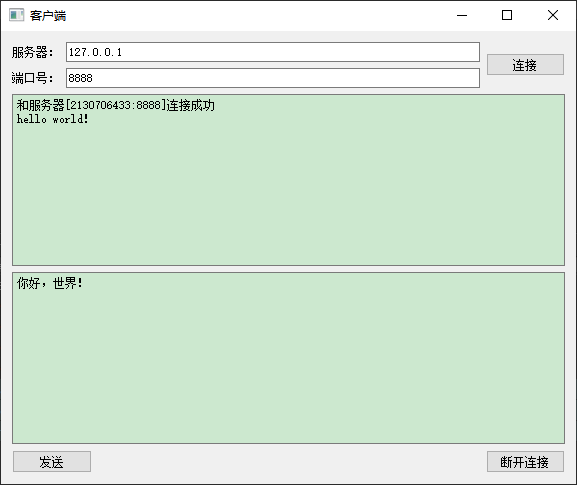 客户端
服务器： 127.0.0.1
连接
端口号： 8888
和服务器[2130706433:8888]连接成功
hello world!
你好，世界!
发送
断开连接